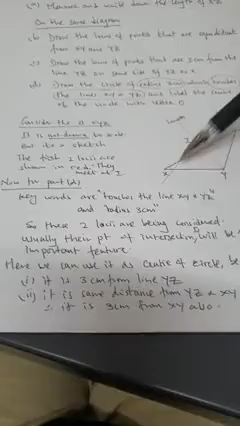 (a) Measure and write down the length of XZ
On the same diagram
(b) Draw the locus of points that are equidistant
from XY and YZ
(c) Draw the locus of points that are 3cm from the
line YZ on same side of YZ as X
(d) Draw the circle of radius
the lines XY & YZ and label the centre
of the circle with letter
Consider the Δ XYZ
It is not drawn to scale
but it's a sketch
The first 2 loci are
shown in red. They
meet at I
Locus
I
X
Y
Now for part (d)
Key words are "touches the line XY & YZ"
and "radius 3cm"
So these 2 loci are being considered.
Usually their pt of intersection, will be
important feature.
Here we can use it as centre of circle, be
(i) it is 3cm from line YZ
(ii) it is same distance from YZ & XY
∴ it is 3cm from XY also.